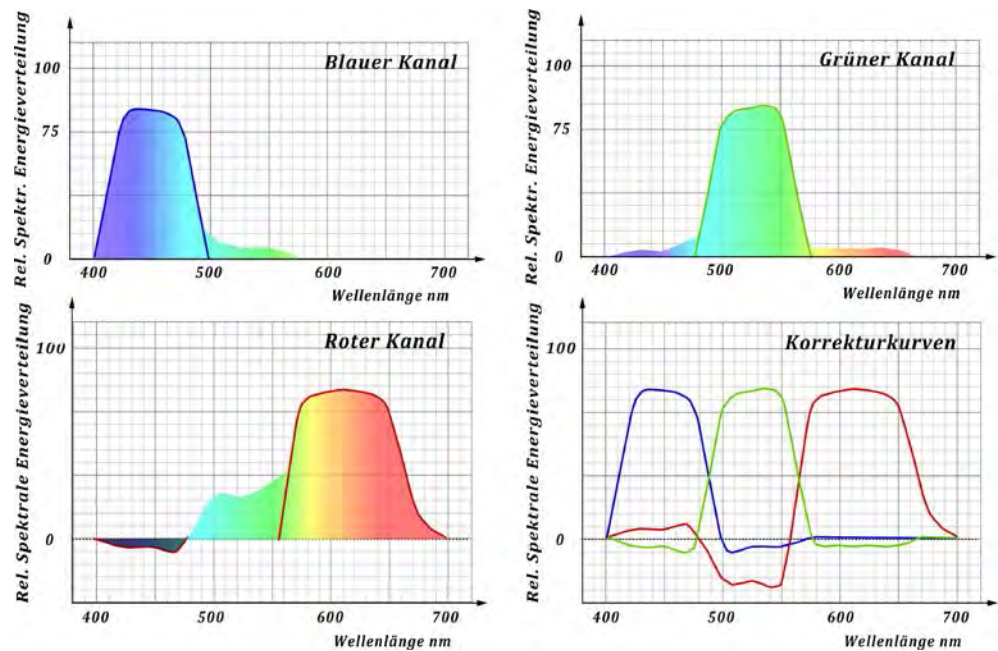 Rel. Spektr. Energieverteilung
Blauer Kanal
100
75
0
400 500 600 700
Wellenlänge nm
Rel. Spektr. Energieverteilung
Grüner Kanal
100
75
0
400 500 600 700
Wellenlänge nm
Rel. Spektrale Energieverteilung
Roter Kanal
100
0
400 500 600 700
Wellenlänge nm
Rel. Spektrale Energieverteilung
Korrekturkurven
100
0
400 500 600 700
Wellenlänge nm